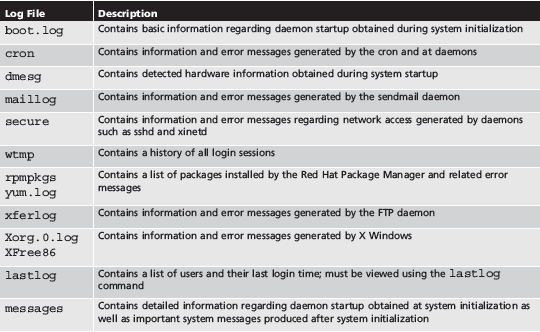 Log File Description
boot.log Contains basic information regarding daemon startup obtained during system initialization
cron Contains information and error messages generated by the cron and at daemons
dmesg Contains detected hardware information obtained during system startup
maillog Contains information and error messages generated by the sendmail daemon
secure Contains information and error messages regarding network access generated by daemons
such as sshd and xinetd
wtmp Contains a history of all login sessions
rpmpkgs Contains a list of packages installed by the Red Hat Package Manager and related error
yum.log messages
xferlog Contains information and error messages generated by the FTP daemon
Xorg.0.log Contains information and error messages generated by X Windows
XFree86
lastlog Contains a list of users and their last login time; must be viewed using the lastlog
command
messages Contains detailed information regarding daemon startup obtained at system initialization as
well as important system messages produced after system initialization